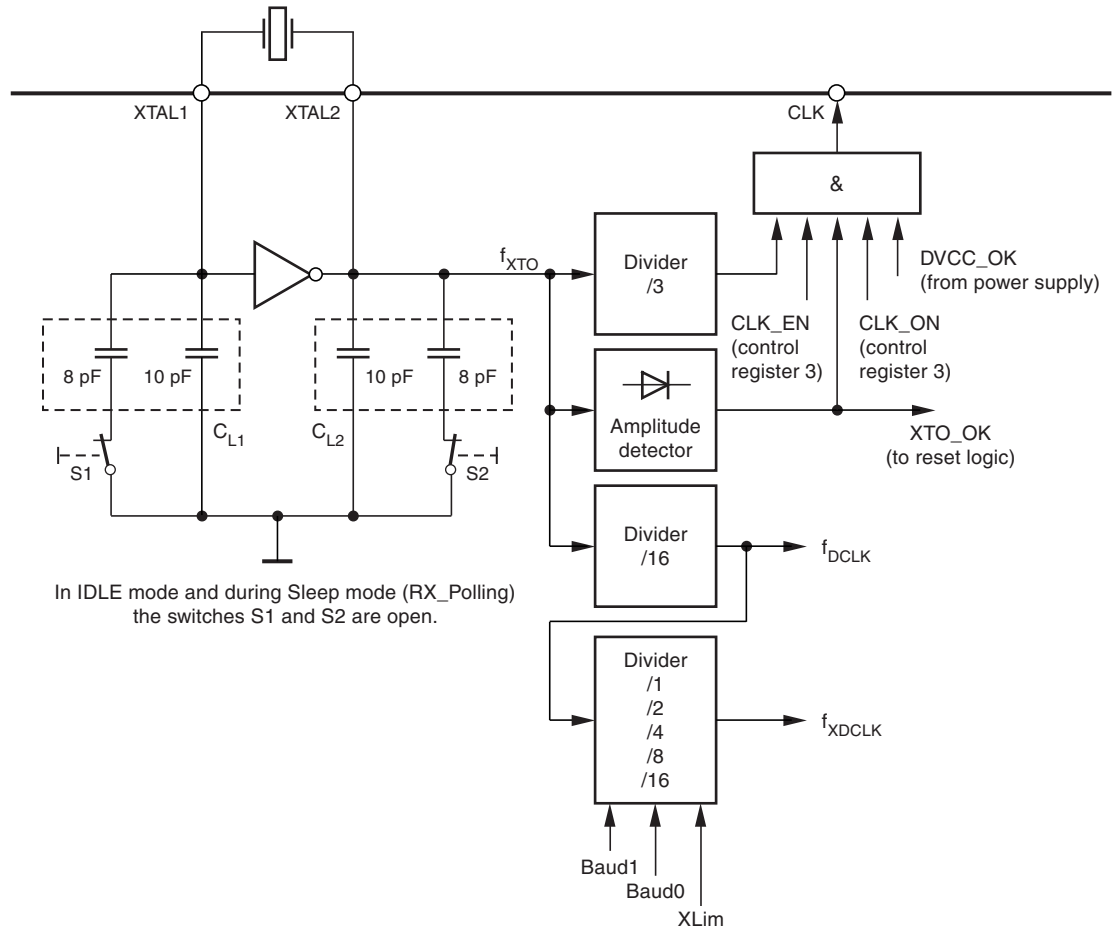 XTAL1
XTAL2
CLK
&
f_XTO
Divider
/3
DVCC_OK
(from power supply)
CLK_EN
(control
register 3)
CLK_ON
(control
register 3)
8 pF
10 pF
10 pF
8 pF
C_L1
C_L2
S1
S2
Amplitude
detector
XTO_OK
(to reset logic)
Divider
/16
f_DCLK
In IDLE mode and during Sleep mode (RX_Polling)
the switches S1 and S2 are open.
Divider
/1
/2
/4
/8
/16
f_XDCLK
Baud1
Baud0
XLim